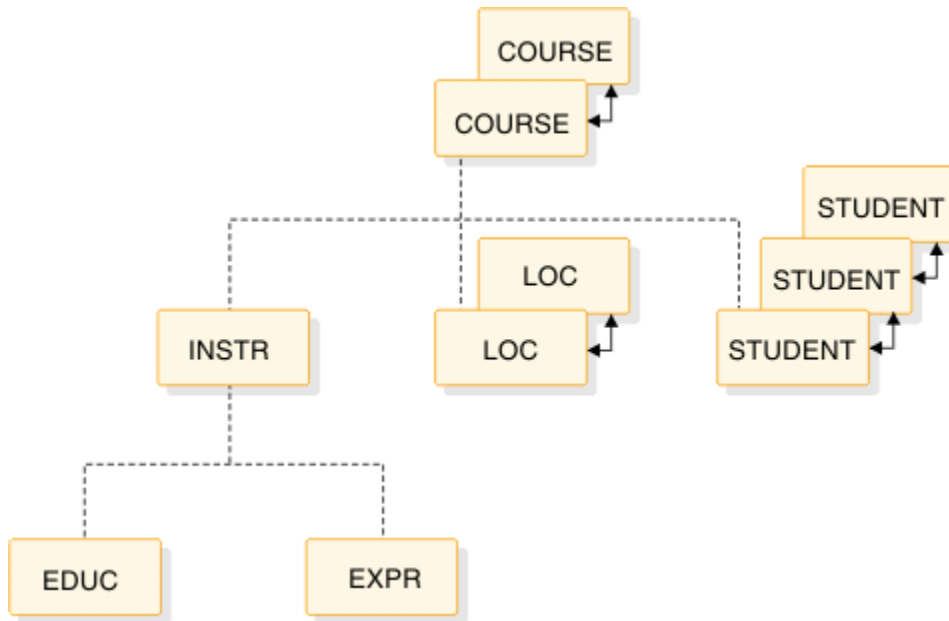 COURSE
COURSE
STUDENT
LOC
STUDENT
INSTR
LOC
STUDENT
EDUC
EXPR